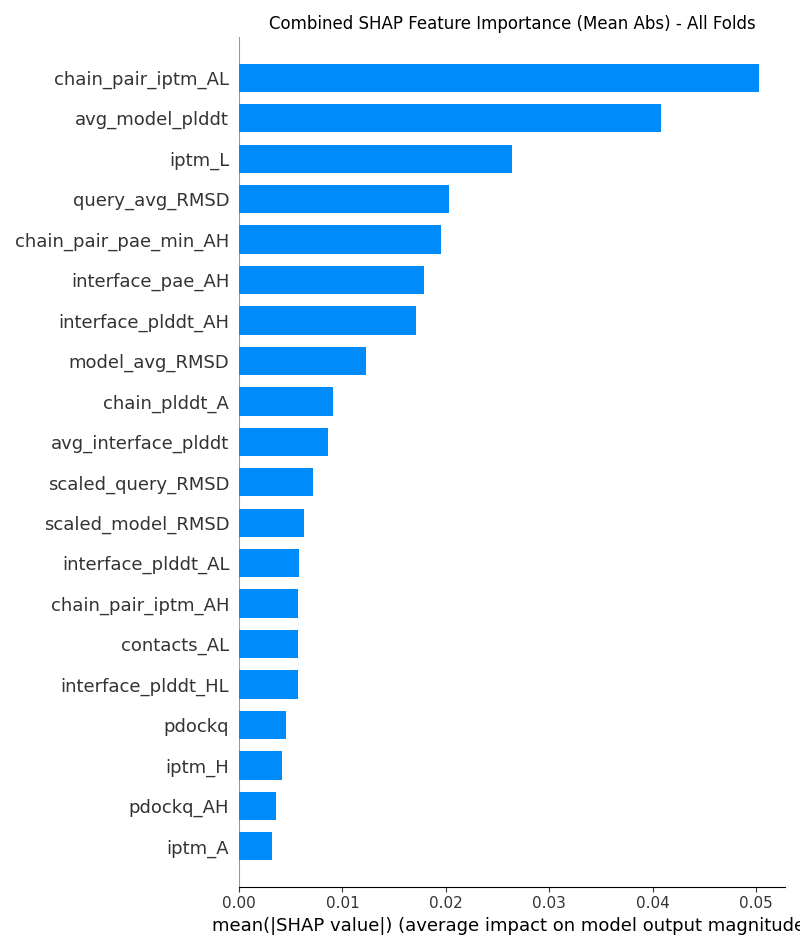 Combined SHAP Feature Importance (Mean Abs) - All Folds
chain_pair_iptm_AL
avg_model_plddt
iptm_L
query_avg_RMSD
chain_pair_pae_min_AH
interface_pae_AH
interface_plddt_AH
model_avg_RMSD
chain_plddt_A
avg_interface_plddt
scaled_query_RMSD
scaled_model_RMSD
interface_plddt_AL
chain_pair_iptm_AH
contacts_AL
interface_plddt_HL
pdockq
iptm_H
pdockq_AH
iptm_A
0.00 0.01 0.02 0.03 0.04 0.05
mean(|SHAP value|) (average impact on model output magnitude